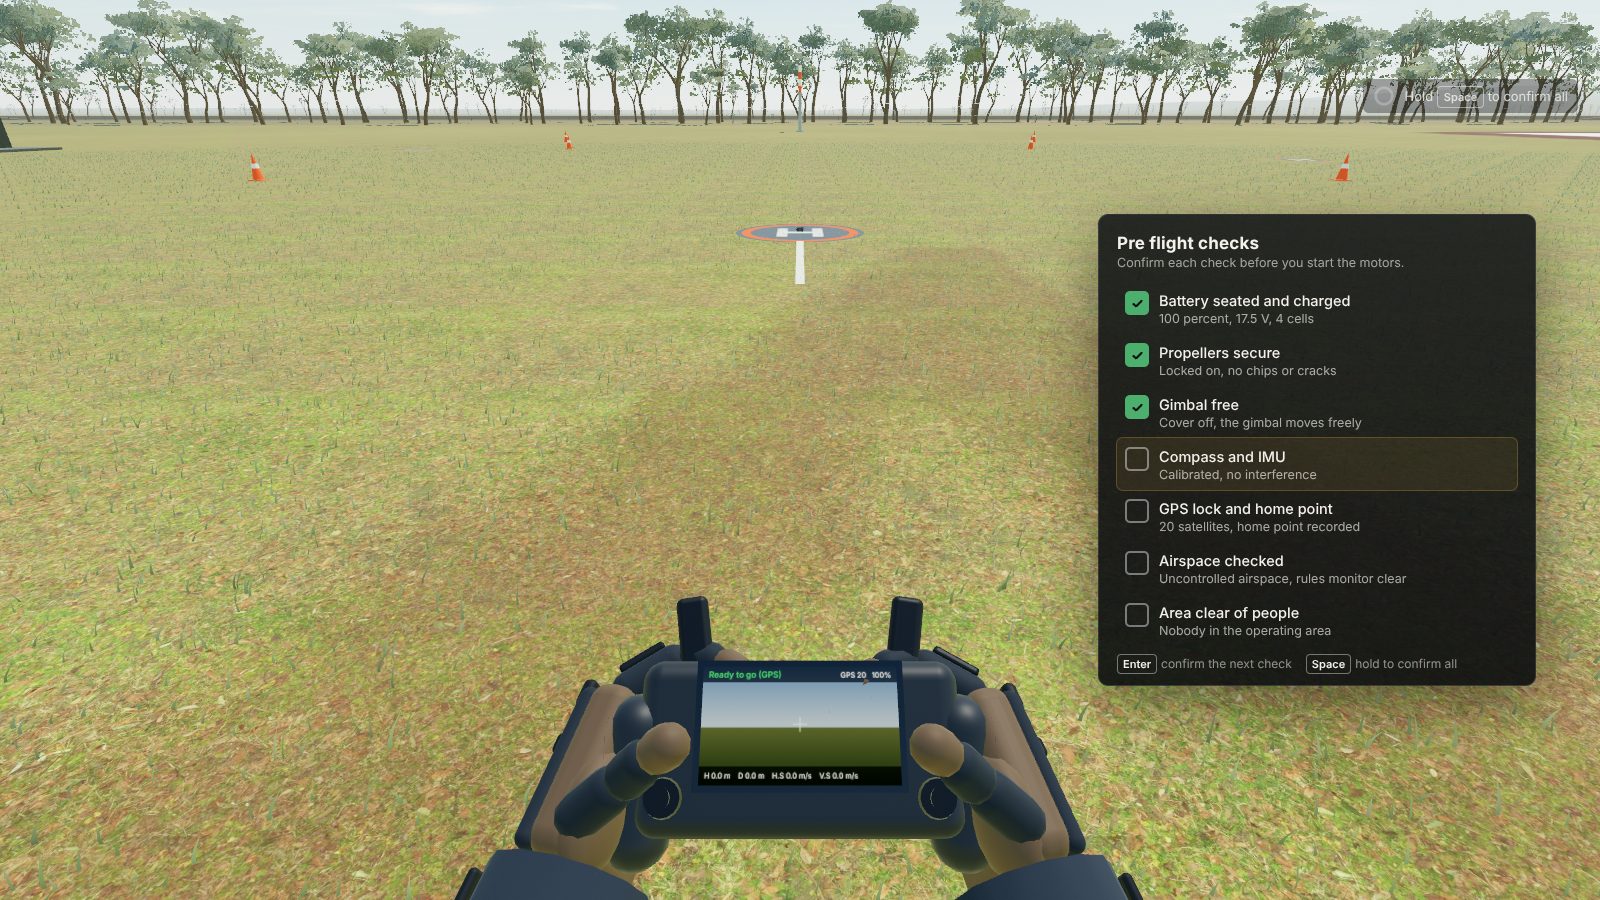 Hold Space to confirm all
Pre flight checks
Confirm each check before you start the motors.
Battery seated and charged
100 percent, 17.5 V, 4 cells
Propellers secure
Locked on, no chips or cracks
Gimbal free
Cover off, the gimbal moves freely
Compass and IMU
Calibrated, no interference
GPS lock and home point
20 satellites, home point recorded
Airspace checked
Uncontrolled airspace, rules monitor clear
Area clear of people
Nobody in the operating area
Enter confirm the next check Space hold to confirm all
Ready to go (GPS) GPS 20 100%
H 0.0 m D 0.0 m H.S 0.0 m/s V.S 0.0 m/s